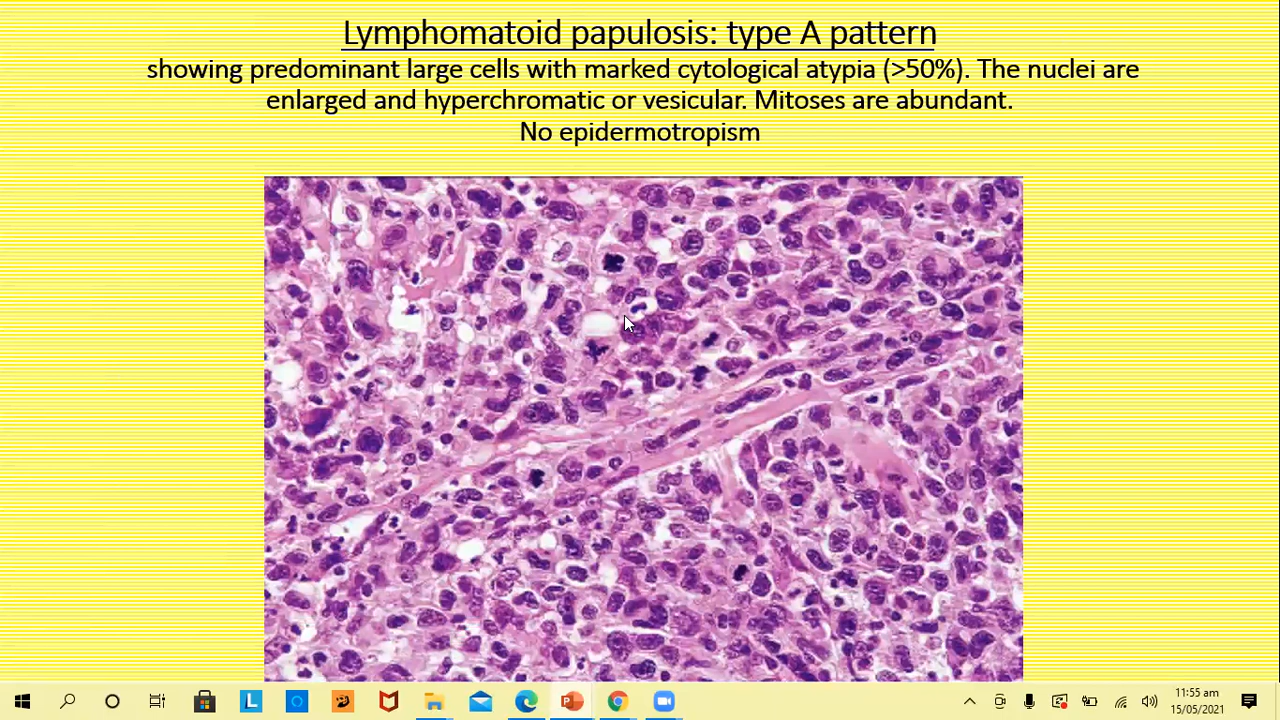 Lymphomatoid papulosis: type A pattern
showing predominant large cells with marked cytological atypia (>50%). The nuclei are
enlarged and hyperchromatic or vesicular. Mitoses are abundant.
No epidermotropism
L
11:55 am
15/05/2021